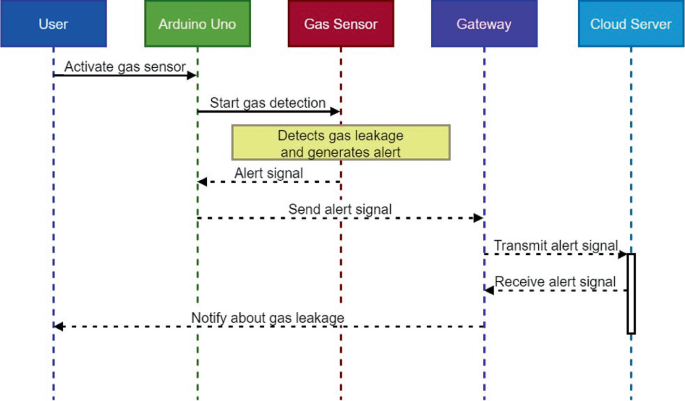 User
Arduino Uno
Gas Sensor
Gateway
Cloud Server
Activate gas sensor
Start gas detection
Detects gas leakage
and generates alert
Alert signal
Send alert signal
Transmit alert signal
Receive alert signal
Notify about gas leakage